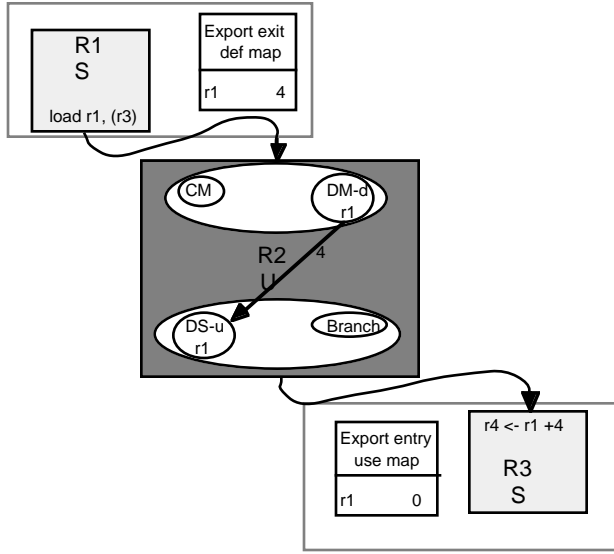 R1
S
load r1, (r3)
Export exit
def map
r1 4
CM
DM-d
r1
R2
U
4
DS-u
r1
Branch
Export entry
use map
r1 0
r4 <- r1 +4
R3
S